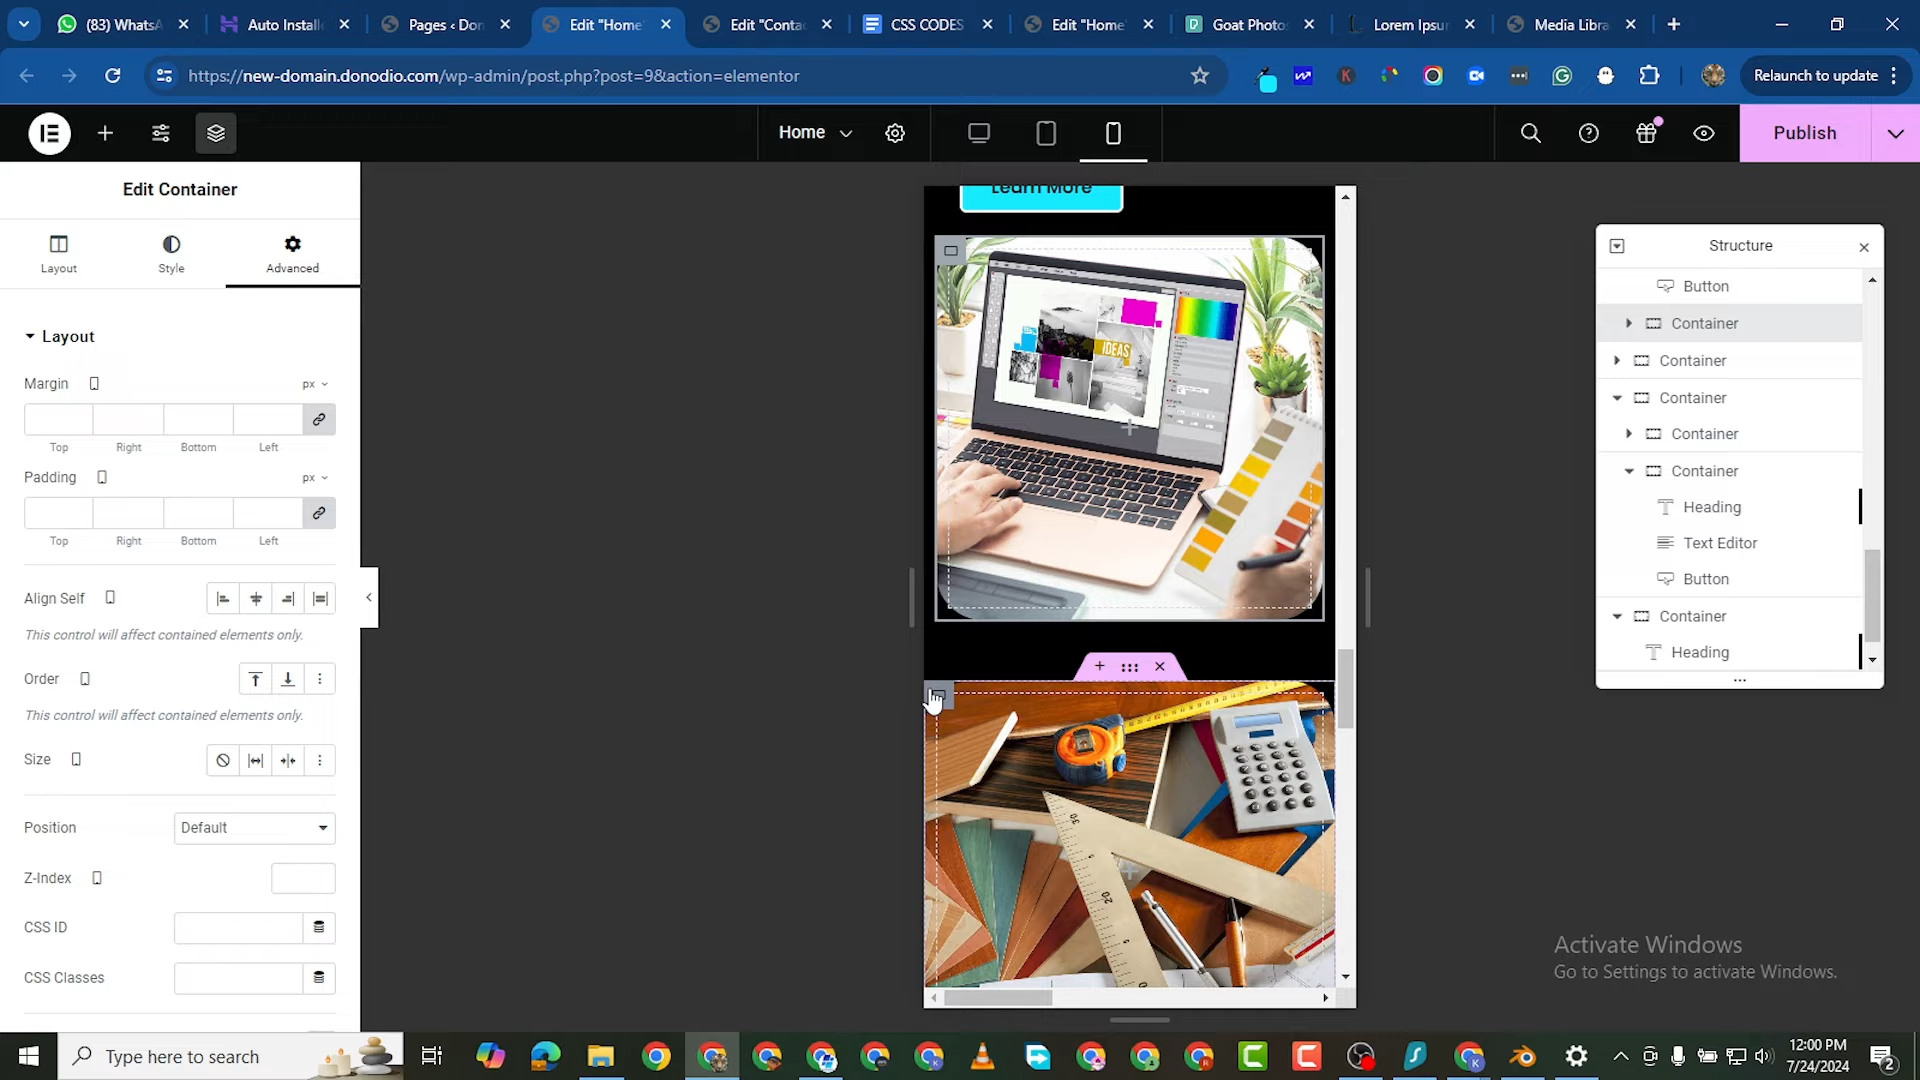 (83) WhatsA
Auto Install
Pages ‹ Don
Edit "Home"
Edit "Conta
CSS CODES
Edit "Home"
Goat Photos
Lorem Ipsu
Media Libra
https://new-domain.donodio.com/wp-admin/post.php?post=9&action=elementor
Relaunch to update
Home
Publish
Edit Container
Layout
Style
Advanced
Layout
Margin
px
Top
Right
Bottom
Left
Padding
px
Top
Right
Bottom
Left
Align Self
This control will affect contained elements only.
Order
This control will affect contained elements only.
Size
Position
Default
Z-Index
CSS ID
CSS Classes
Learn More
IDEAS
Structure
Button
Container
Container
Container
Container
Container
Heading
Text Editor
Button
Container
Heading
Activate Windows
Go to Settings to activate Windows.
Type here to search
12:00 PM
7/24/2024
2